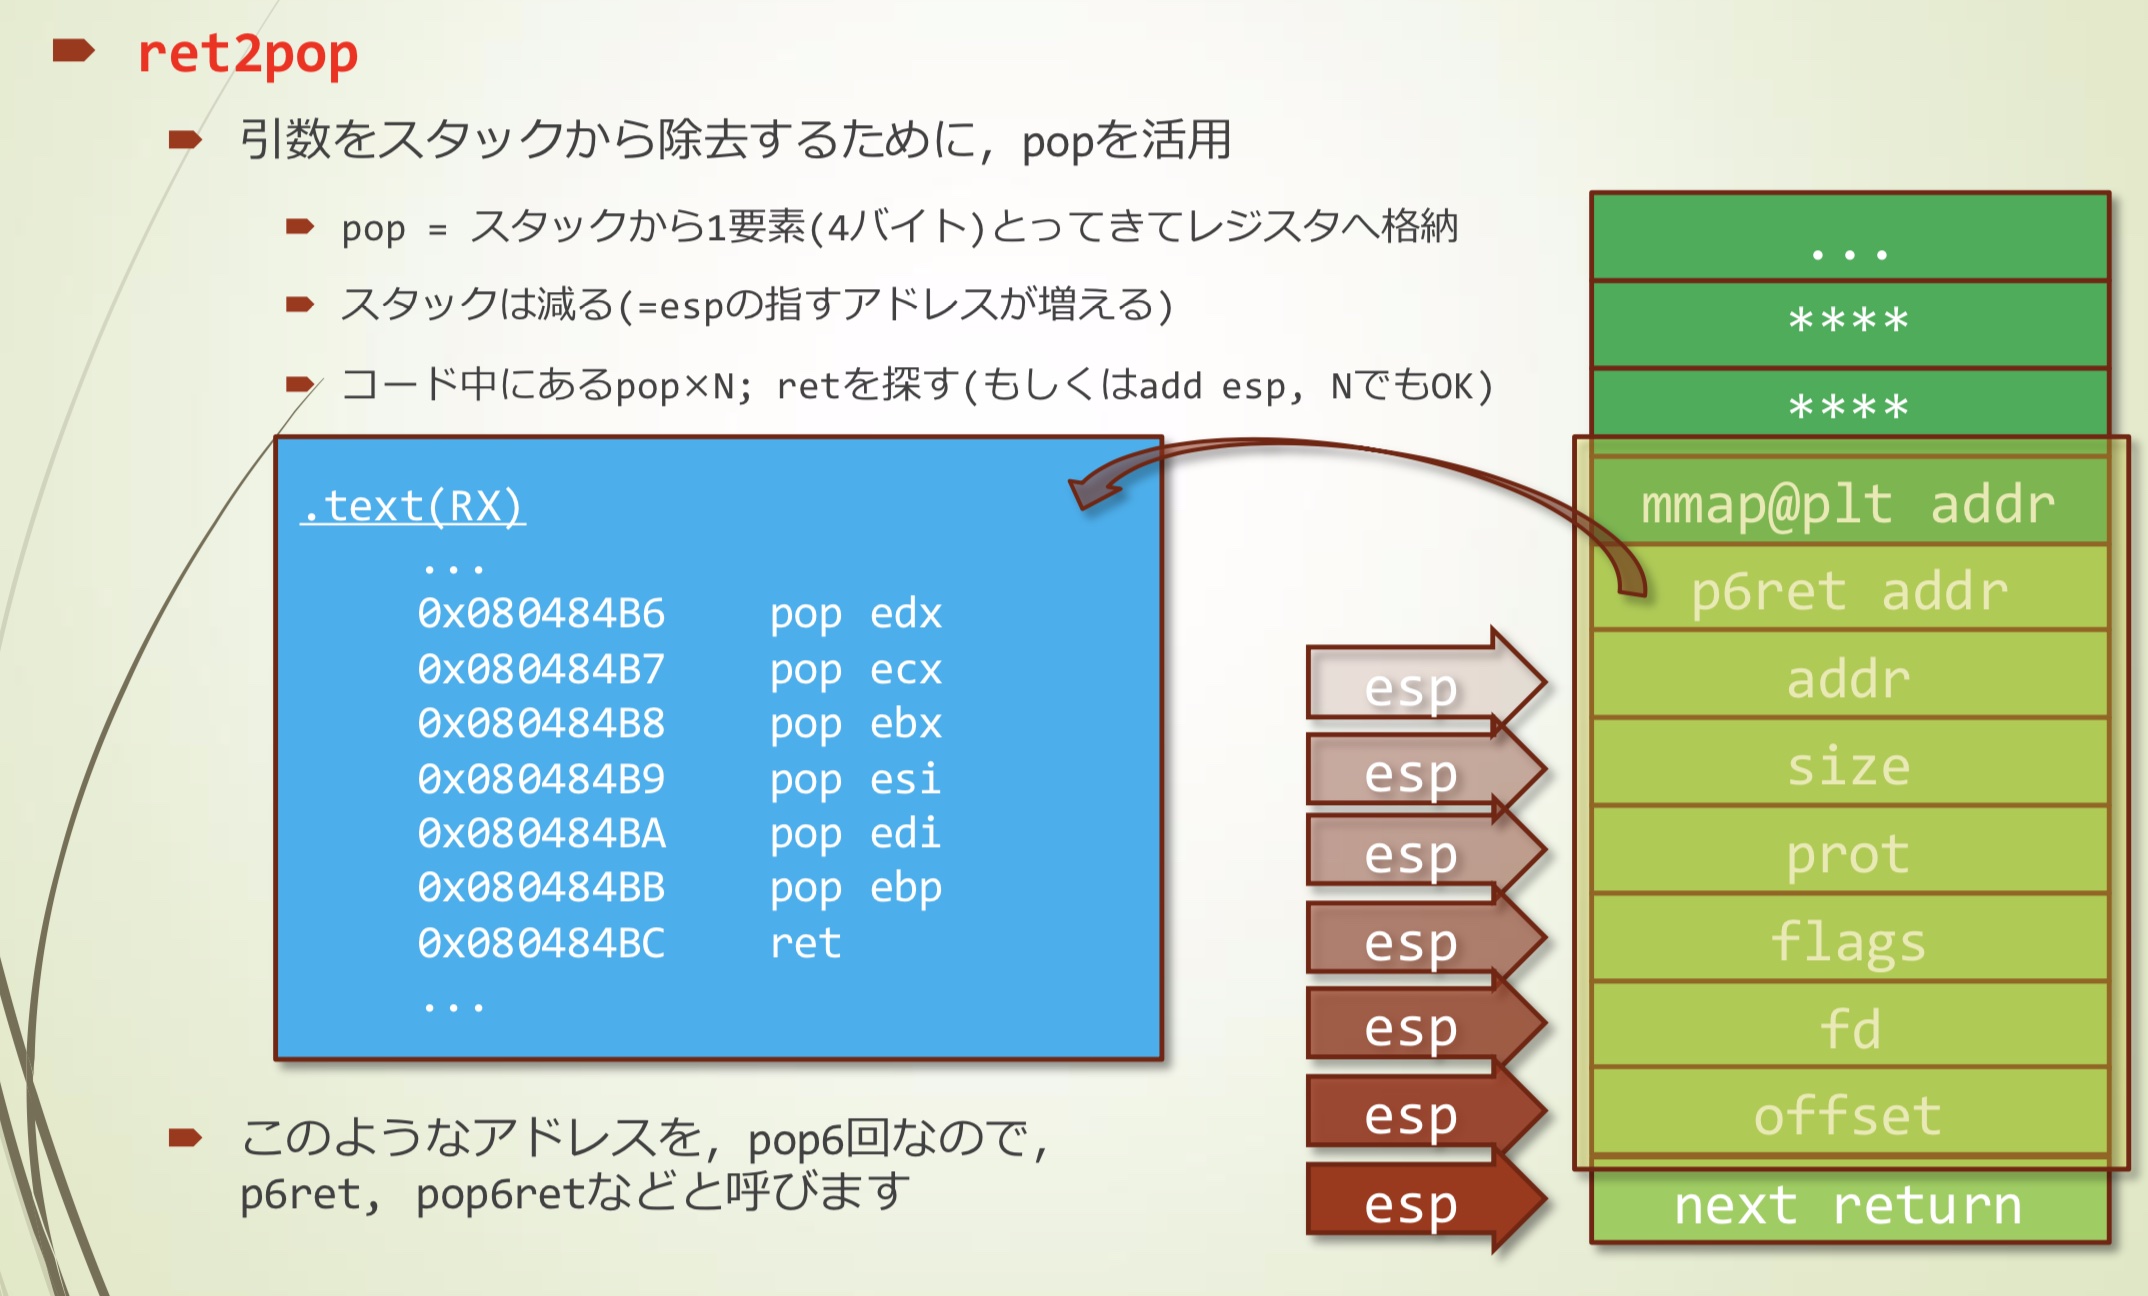 ret2pop
引数をスタックから除去するために, popを活用
pop = スタックから1要素(4バイト)とってきてレジスタへ格納
スタックは減る(=espの指すアドレスが増える)
コード中にあるpop×N; retを探す(もしくはadd esp, NでもOK)
.text(RX)
...
0x080484B6 pop edx
0x080484B7 pop ecx
0x080484B8 pop ebx
0x080484B9 pop esi
0x080484BA pop edi
0x080484BB pop ebp
0x080484BC ret
...
このようなアドレスを, pop6回なので,
p6ret, pop6retなどと呼びます
esp
esp
esp
esp
esp
esp
esp
...
****
****
mmap@plt addr
p6ret addr
addr
size
prot
flags
fd
offset
next return